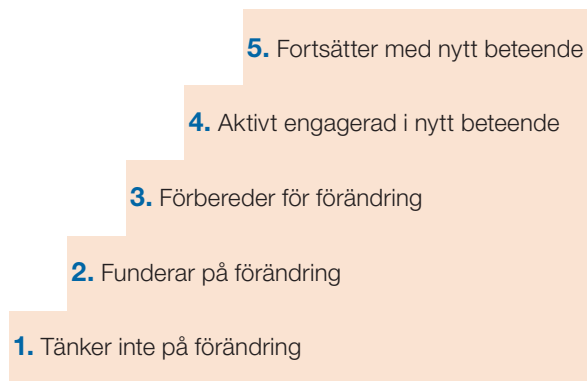 5. Fortsätter med nytt beteende
4. Aktivt engagerad i nytt beteende
3. Förbereder för förändring
2. Funderar på förändring
1. Tänker inte på förändring